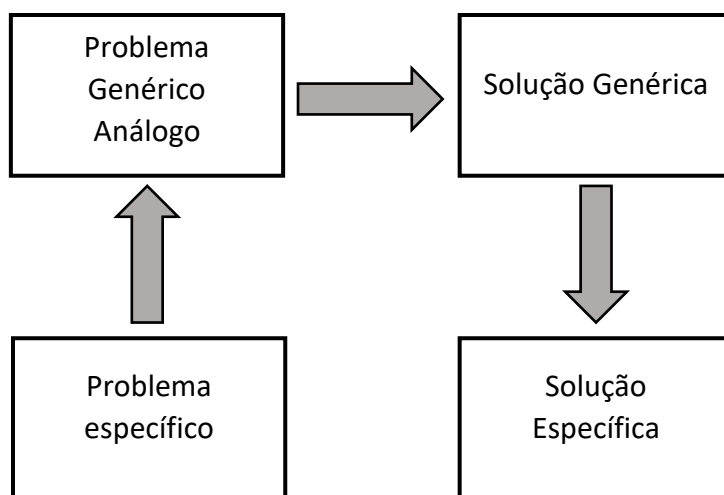 Problema
Genérico
Análogo
Solução Genérica
Problema
específico
Solução
Específica